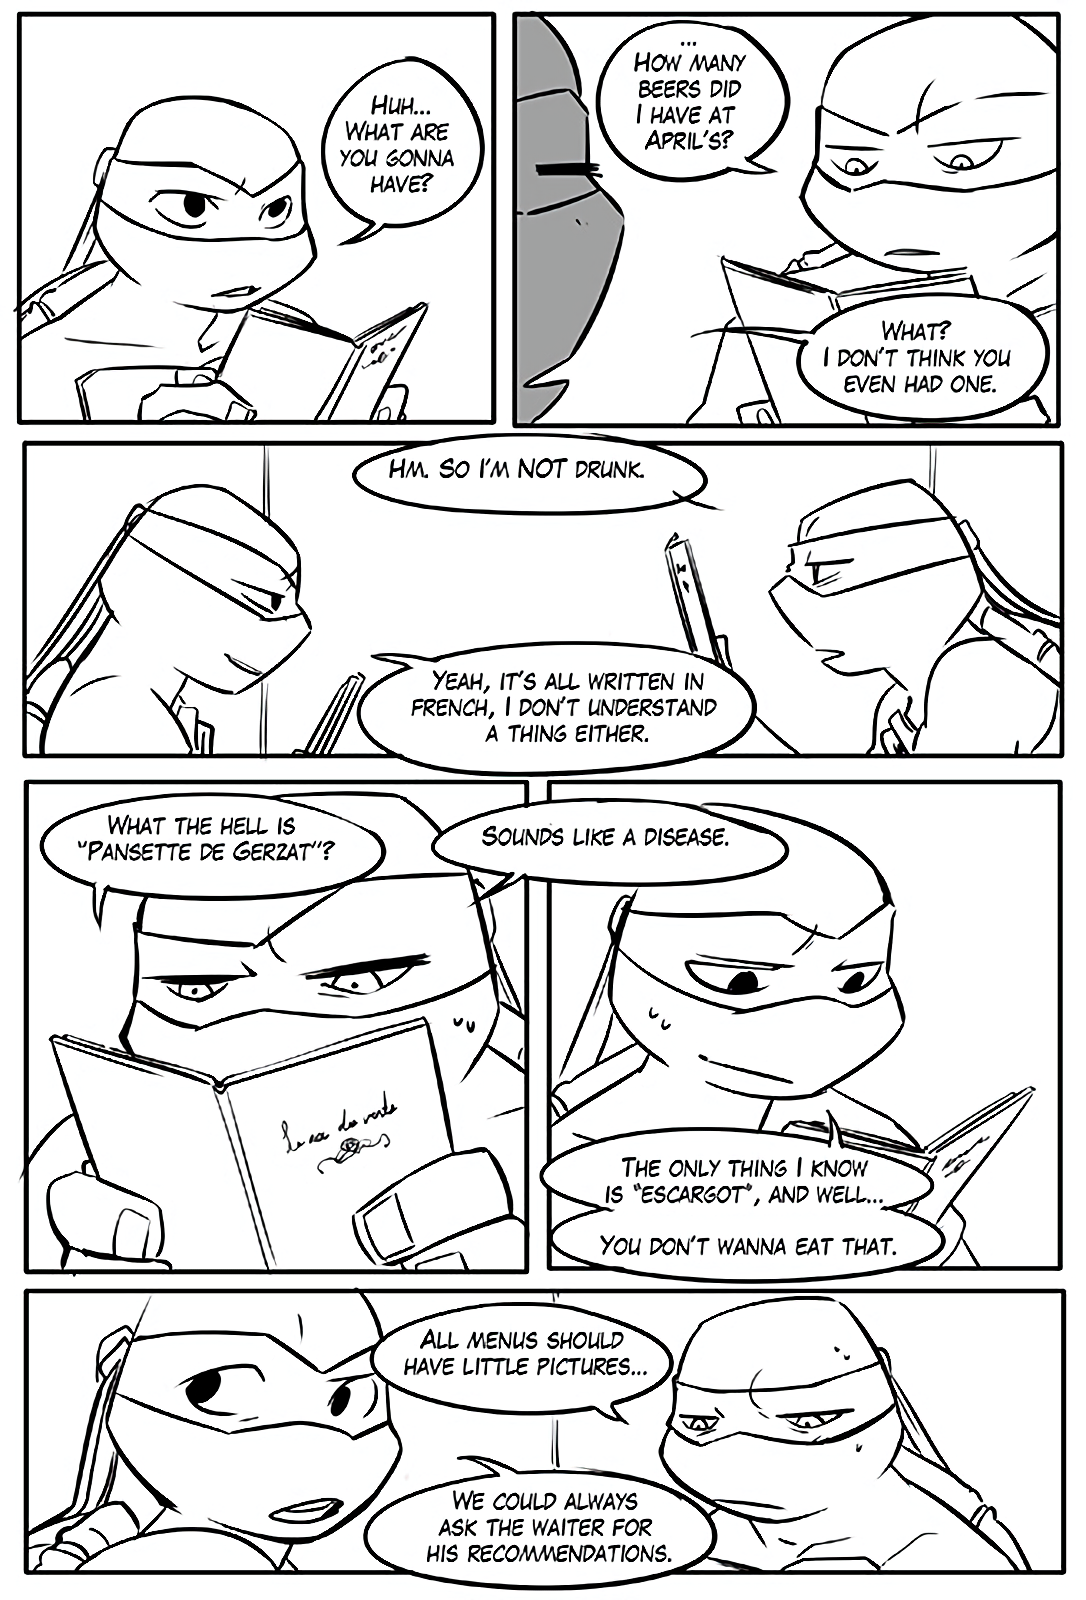 Huh...
What are
you gonna
have?
...
How many
beers did
I have at
April's?
What?
I don't think you
even had one.
Hm. So I'm NOT drunk.
Yeah, it's all written in
french, I don't understand
a thing either.
What the hell is
"Pansette de Gerzat"?
Sounds like a disease.
The only thing I know
is "escargot", and well...
You don't wanna eat that.
All menus should
have little pictures...
We could always
ask the waiter for
his recommendations.